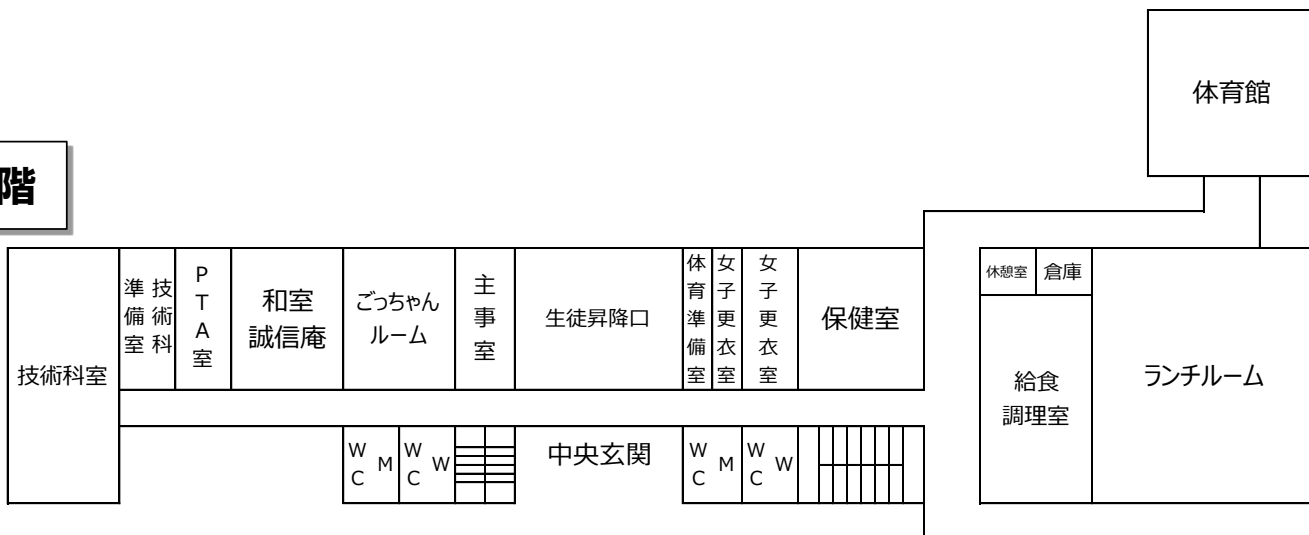 体育館
階
技術科室
技術科
準備室
PTA室
和室
誠信庵
ごっちゃん
ルーム
主事室
生徒昇降口
体育準備室
女子更衣室
女子更衣室
保健室
休憩室
倉庫
給食
調理室
ランチルーム
WC M
WC W
中央玄関
WC M
WC W